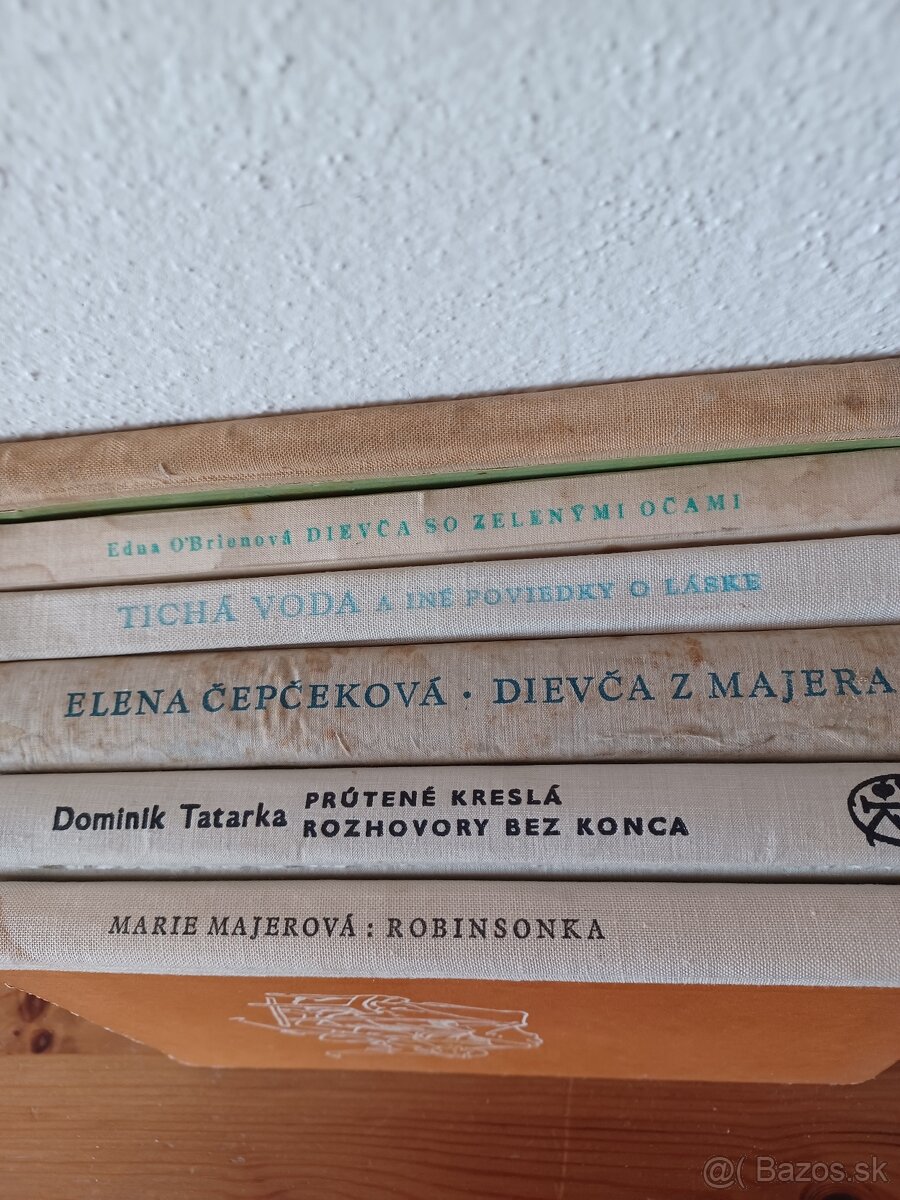 Edna O'Brienová DIEVČA SO ZELENÝMI OČAMI
TICHÁ VODA A INÉ POVIEDKY O LÁSKE
ELENA ČEPČEKOVÁ · DIEVČA Z MAJERA
Dominik Tatarka PRÚTENÉ KRESLÁ
ROZHOVORY BEZ KONCA
MARIE MAJEROVÁ: ROBINSONKA
@( Bazos.sk